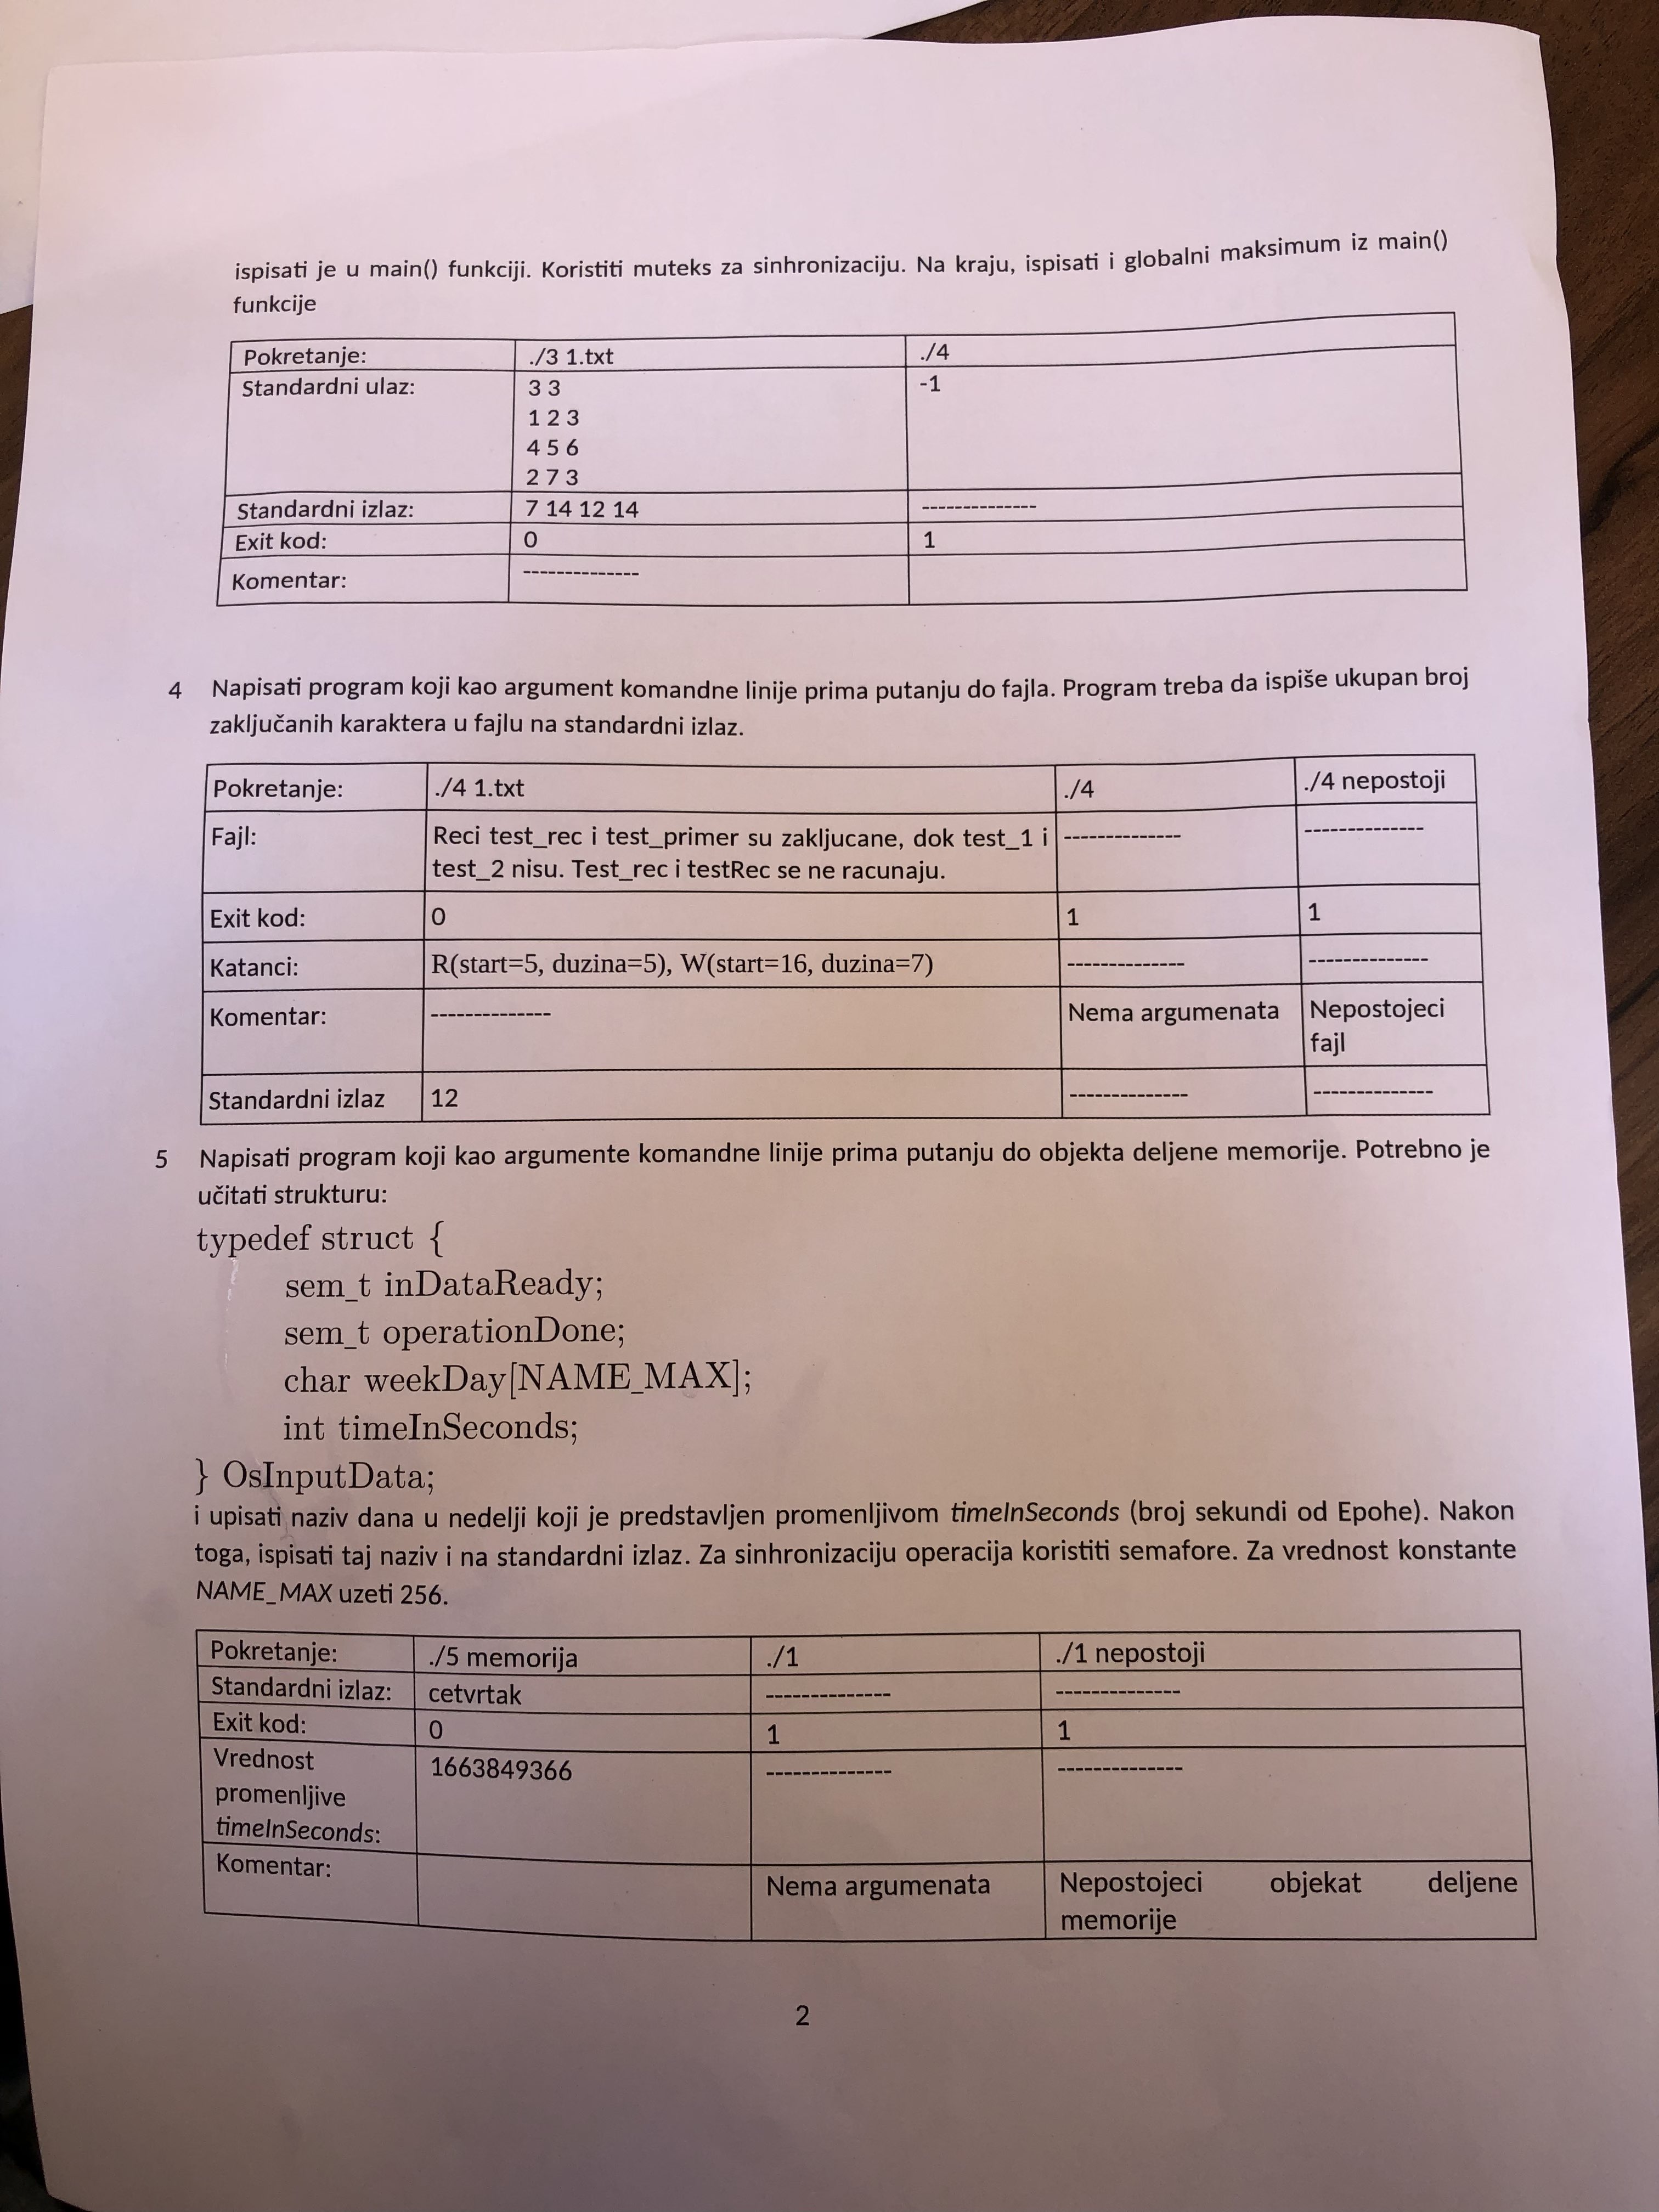 ispisati je u main() funkciji. Koristiti muteks za sinhronizaciju. Na kraju, ispisati i globalni maksimum iz main()
funkcije
Pokretanje: ./3 1.txt ./4
Standardni ulaz: 3 3 -1
1 2 3
4 5 6
2 7 3
Standardni izlaz: 7 14 12 14 --------------
Exit kod: 0 1
Komentar: --------------
4 Napisati program koji kao argument komandne linije prima putanju do fajla. Program treba da ispiše ukupan broj
zaključanih karaktera u fajlu na standardni izlaz.
Pokretanje: ./4 1.txt ./4 ./4 nepostoji
Fajl: Reci test_rec i test_primer su zakljucane, dok test_1 i -------------- --------------
test_2 nisu. Test_rec i testRec se ne racunaju.
Exit kod: 0 1 1
Katanci: R(start=5, duzina=5), W(start=16, duzina=7) -------------- --------------
Komentar: -------------- Nema argumenata Nepostojeci
fajl
Standardni izlaz 12 -------------- --------------
5 Napisati program koji kao argumente komandne linije prima putanju do objekta deljene memorije. Potrebno je
učitati strukturu:
typedef struct {
sem_t inDataReady;
sem_t operationDone;
char weekDay[NAME_MAX];
int timeInSeconds;
} OsInputData;
i upisati naziv dana u nedelji koji je predstavljen promenljivom timeInSeconds (broj sekundi od Epohe). Nakon
toga, ispisati taj naziv i na standardni izlaz. Za sinhronizaciju operacija koristiti semafore. Za vrednost konstante
NAME_MAX uzeti 256.
Pokretanje: ./5 memorija ./1 ./1 nepostoji
Standardni izlaz: cetvrtak -------------- --------------
Exit kod: 0 1 1
Vrednost 1663849366 -------------- --------------
promenljive
timeInSeconds:
Komentar: Nema argumenata Nepostojeci objekat deljene
memorije
2